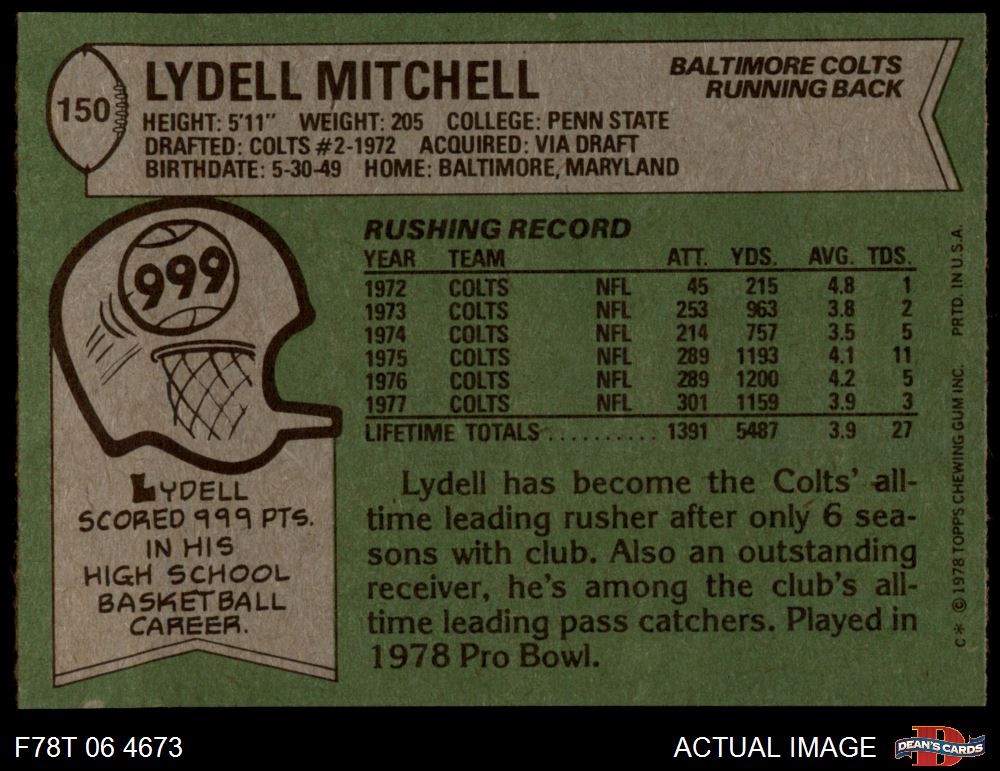 150
LYDELL MITCHELL
BALTIMORE COLTS
RUNNING BACK
HEIGHT: 5'11" WEIGHT: 205 COLLEGE: PENN STATE
DRAFTED: COLTS #2-1972 ACQUIRED: VIA DRAFT
BIRTHDATE: 5-30-49 HOME: BALTIMORE, MARYLAND
999
LYDELL
SCORED 999 PTS.
IN HIS
HIGH SCHOOL
BASKETBALL
CAREER.
RUSHING RECORD
YEAR TEAM ATT. YDS. AVG. TDS.
1972 COLTS NFL 45 215 4.8 1
1973 COLTS NFL 253 963 3.8 2
1974 COLTS NFL 214 757 3.5 5
1975 COLTS NFL 289 1193 4.1 11
1976 COLTS NFL 289 1200 4.2 5
1977 COLTS NFL 301 1159 3.9 3
LIFETIME TOTALS .......... 1391 5487 3.9 27
Lydell has become the Colts' all-
time leading rusher after only 6 sea-
sons with club. Also an outstanding
receiver, he's among the club's all-
time leading pass catchers. Played in
1978 Pro Bowl.
C* © 1978 TOPPS CHEWING GUM INC. PRTD. IN U.S.A.
F78T 06 4673
ACTUAL IMAGE
D
DEAN'S CARDS